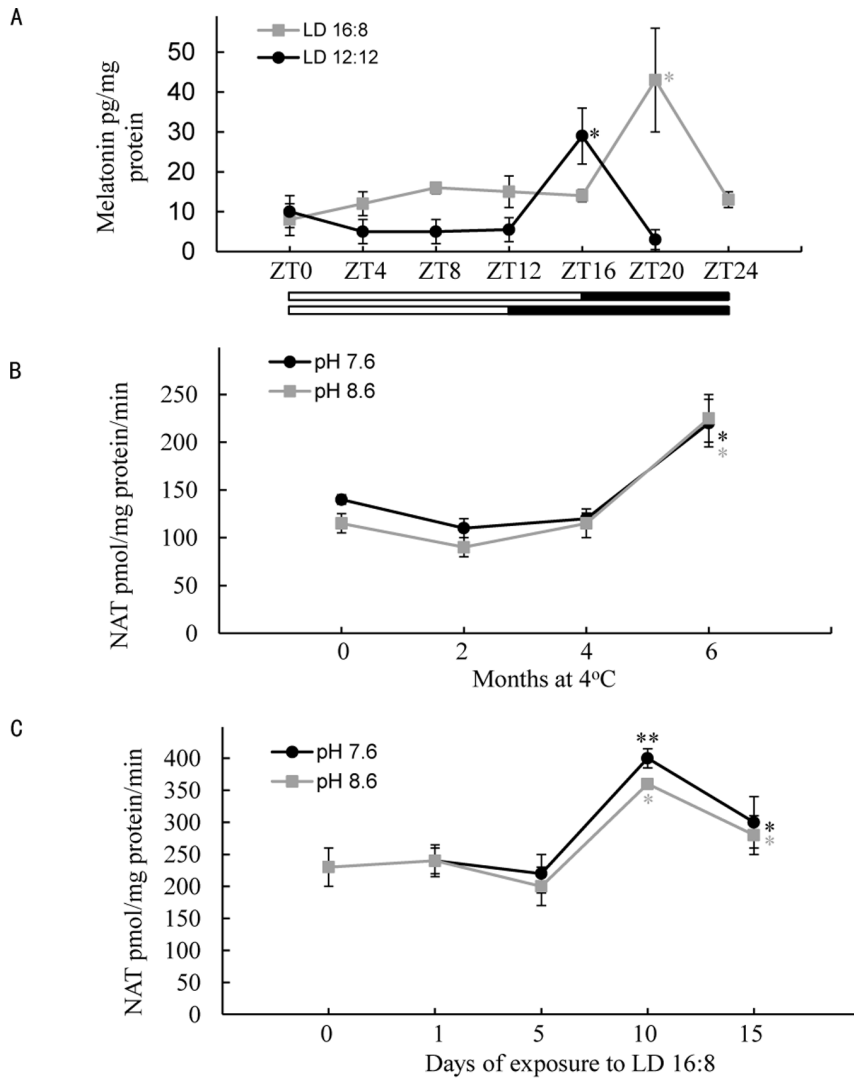 A
LD 16:8
LD 12:12
Melatonin pg/mg
protein
50
40
30
20
10
0
*
*
ZT0 ZT4 ZT8 ZT12 ZT16 ZT20 ZT24
B
pH 7.6
pH 8.6
NAT pmol/mg protein/min
250
200
150
100
50
0
*
*
0 2 4 6
Months at 4°C
C
pH 7.6
pH 8.6
NAT pmol/mg protein/min
400
350
300
250
200
150
100
50
0
**
*
*
*
0 1 5 10 15
Days of exposure to LD 16:8